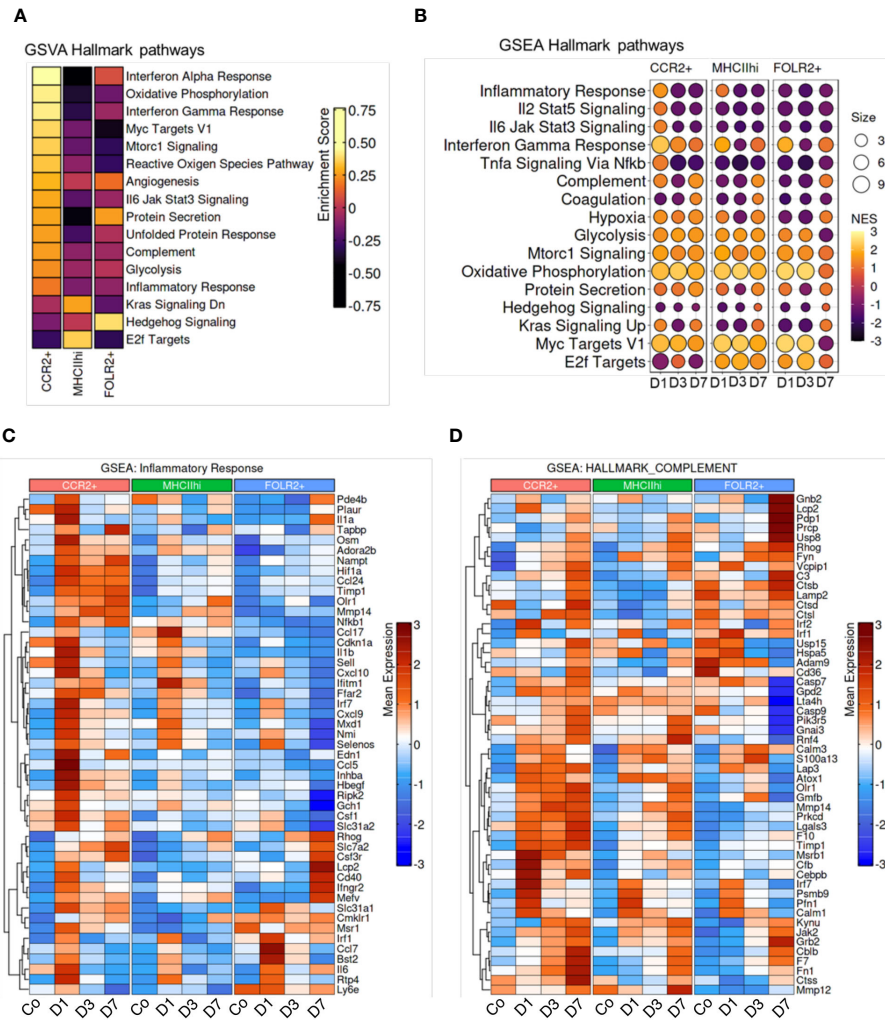 A
GSVA Hallmark pathways
Interferon Alpha Response
Oxidative Phosphorylation
Interferon Gamma Response
Myc Targets V1
Mtorc1 Signaling
Reactive Oxigen Species Pathway
Angiogenesis
Il6 Jak Stat3 Signaling
Protein Secretion
Unfolded Protein Response
Complement
Glycolysis
Inflammatory Response
Kras Signaling Dn
Hedgehog Signaling
E2f Targets
CCR2+
MHCIIhi
FOLR2+
Enrichment Score
0.75
0.50
0.25
0
-0.25
-0.50
-0.75
B
GSEA Hallmark pathways
CCR2+ MHCIIhi FOLR2+
Inflammatory Response
Il2 Stat5 Signaling
Il6 Jak Stat3 Signaling
Interferon Gamma Response
Tnfa Signaling Via Nfkb
Complement
Coagulation
Hypoxia
Glycolysis
Mtorc1 Signaling
Oxidative Phosphorylation
Protein Secretion
Hedgehog Signaling
Kras Signaling Up
Myc Targets V1
E2f Targets
D1 D3 D7 D1 D3 D7 D1 D3 D7
Size
3
6
9
NES
3
2
1
0
-1
-2
-3
C
GSEA: Inflammatory Response
CCR2+ MHCIIhi FOLR2+
Pde4b
Plaur
Il1a
Tapbp
Osm
Adora2b
Nampt
Hif1a
Ccl24
Timp1
Olr1
Mmp14
Nfkb1
Ccl17
Cdkn1a
Il1b
Sell
Cxcl10
Ifitm1
Ffar2
Irf7
Cxcl9
Mxd1
Nmi
Selenos
Edn1
Ccl5
Inhba
Hbegf
Ripk2
Gch1
Csf1
Slc31a2
Rhog
Slc7a2
Csf3r
Lcp2
Cd40
Ifngr2
Mefv
Slc31a1
Cmklr1
Msr1
Irf1
Ccl7
Bst2
Il6
Rtp4
Ly6e
Co D1 D3 D7 Co D1 D3 D7 Co D1 D3 D7
Mean Expression
3
2
1
0
-1
-2
-3
D
GSEA: HALLMARK_COMPLEMENT
CCR2+ MHCIIhi FOLR2+
Gnb2
Lcp2
Pdp1
Prcp
Usp8
Rhog
Fyn
Vcpip1
C3
Ctsb
Lamp2
Ctsd
Ctsl
Irf2
Irf1
Usp15
Hspa5
Adam9
Cd36
Casp7
Gpd2
Lta4h
Casp9
Pik3r5
Gnai3
Rnf4
Calm3
S100a13
Lap3
Atox1
Olr1
Gmfb
Mmp14
Prkcd
Lgals3
F10
Timp1
Msrb1
Cfb
Cebpb
Irf7
Psmb9
Pfn1
Calm1
Kynu
Jak2
Grb2
Cblb
F7
Fn1
Ctss
Mmp12
Co D1 D3 D7 Co D1 D3 D7 Co D1 D3 D7
Mean Expression
3
2
1
0
-1
-2
-3